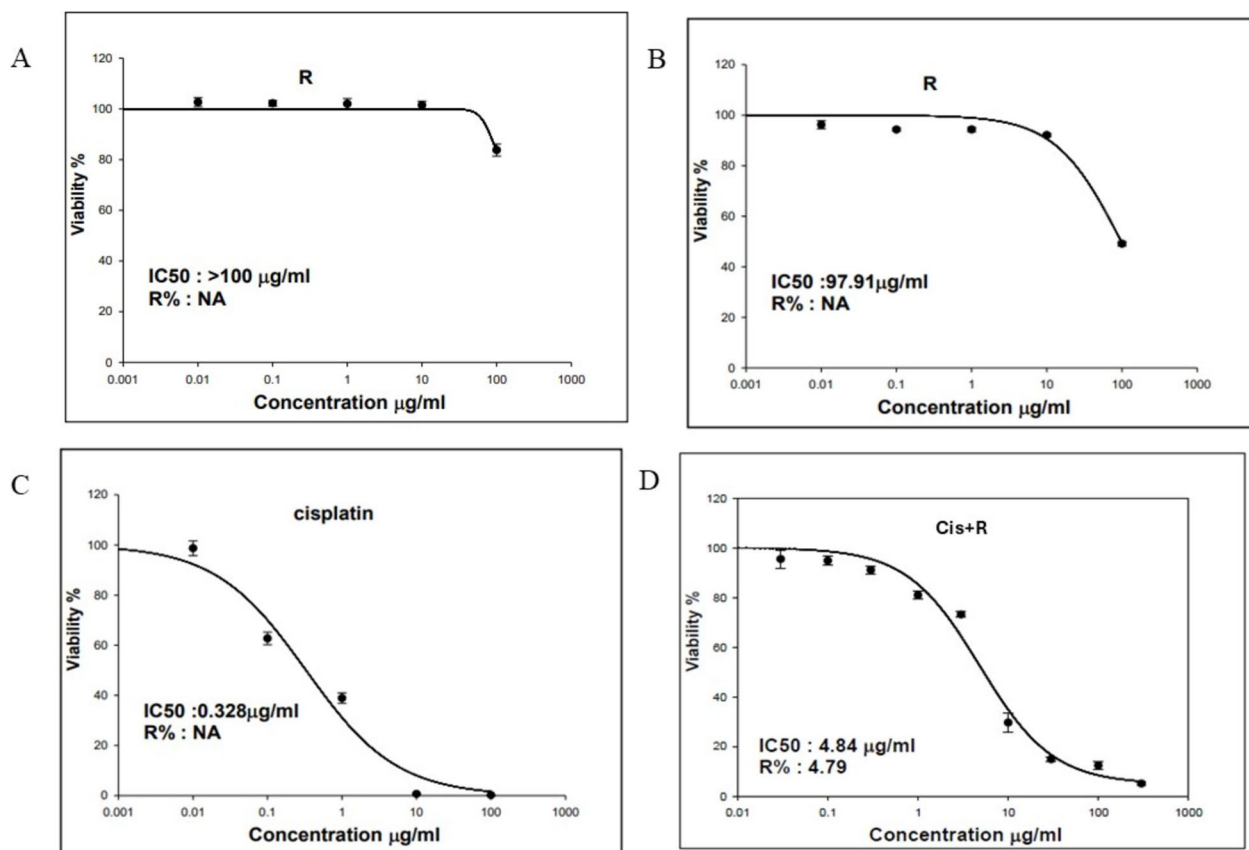 A
R
120
100
80
60
40
20
0
Viability %
IC50 : >100 μg/ml
R% : NA
0.001 0.01 0.1 1 10 100 1000
Concentration μg/ml
B
R
120
100
80
60
40
20
0
Viability %
IC50 :97.91μg/ml
R% : NA
0.001 0.01 0.1 1 10 100 1000
Concentration μg/ml
C
cisplatin
120
100
80
60
40
20
0
Viability %
IC50 :0.328μg/ml
R% : NA
0.001 0.01 0.1 1 10 100 1000
Concentration μg/ml
D
Cis+R
120
100
80
60
40
20
0
Viability %
IC50 : 4.84 μg/ml
R% : 4.79
0.01 0.1 1 10 100 1000
Concentration μg/ml